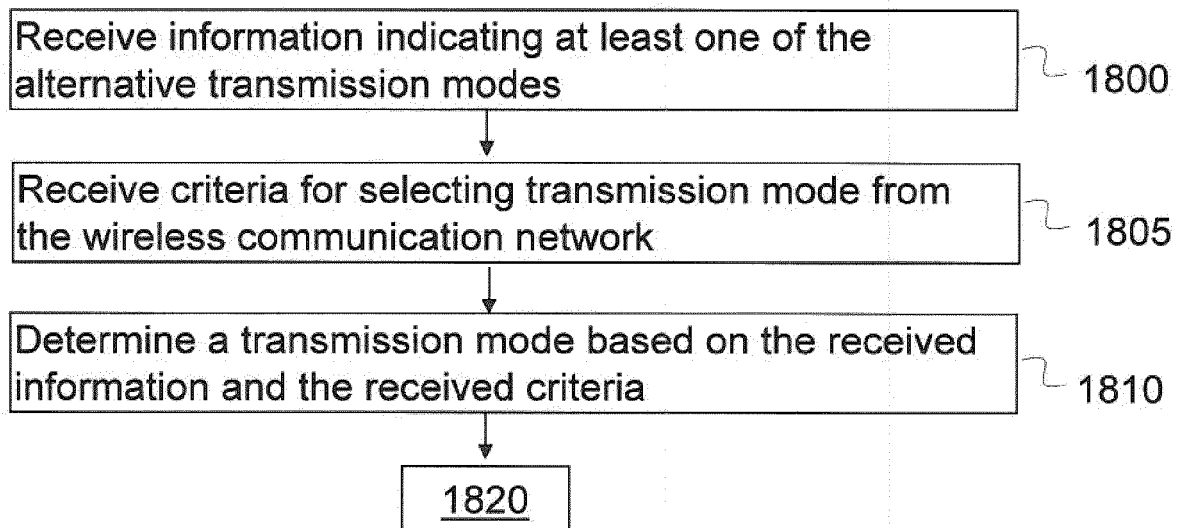 Receive information indicating at least one of the
alternative transmission modes
1800
Receive criteria for selecting transmission mode from
the wireless communication network
1805
Determine a transmission mode based on the received
information and the received criteria
1810
1820